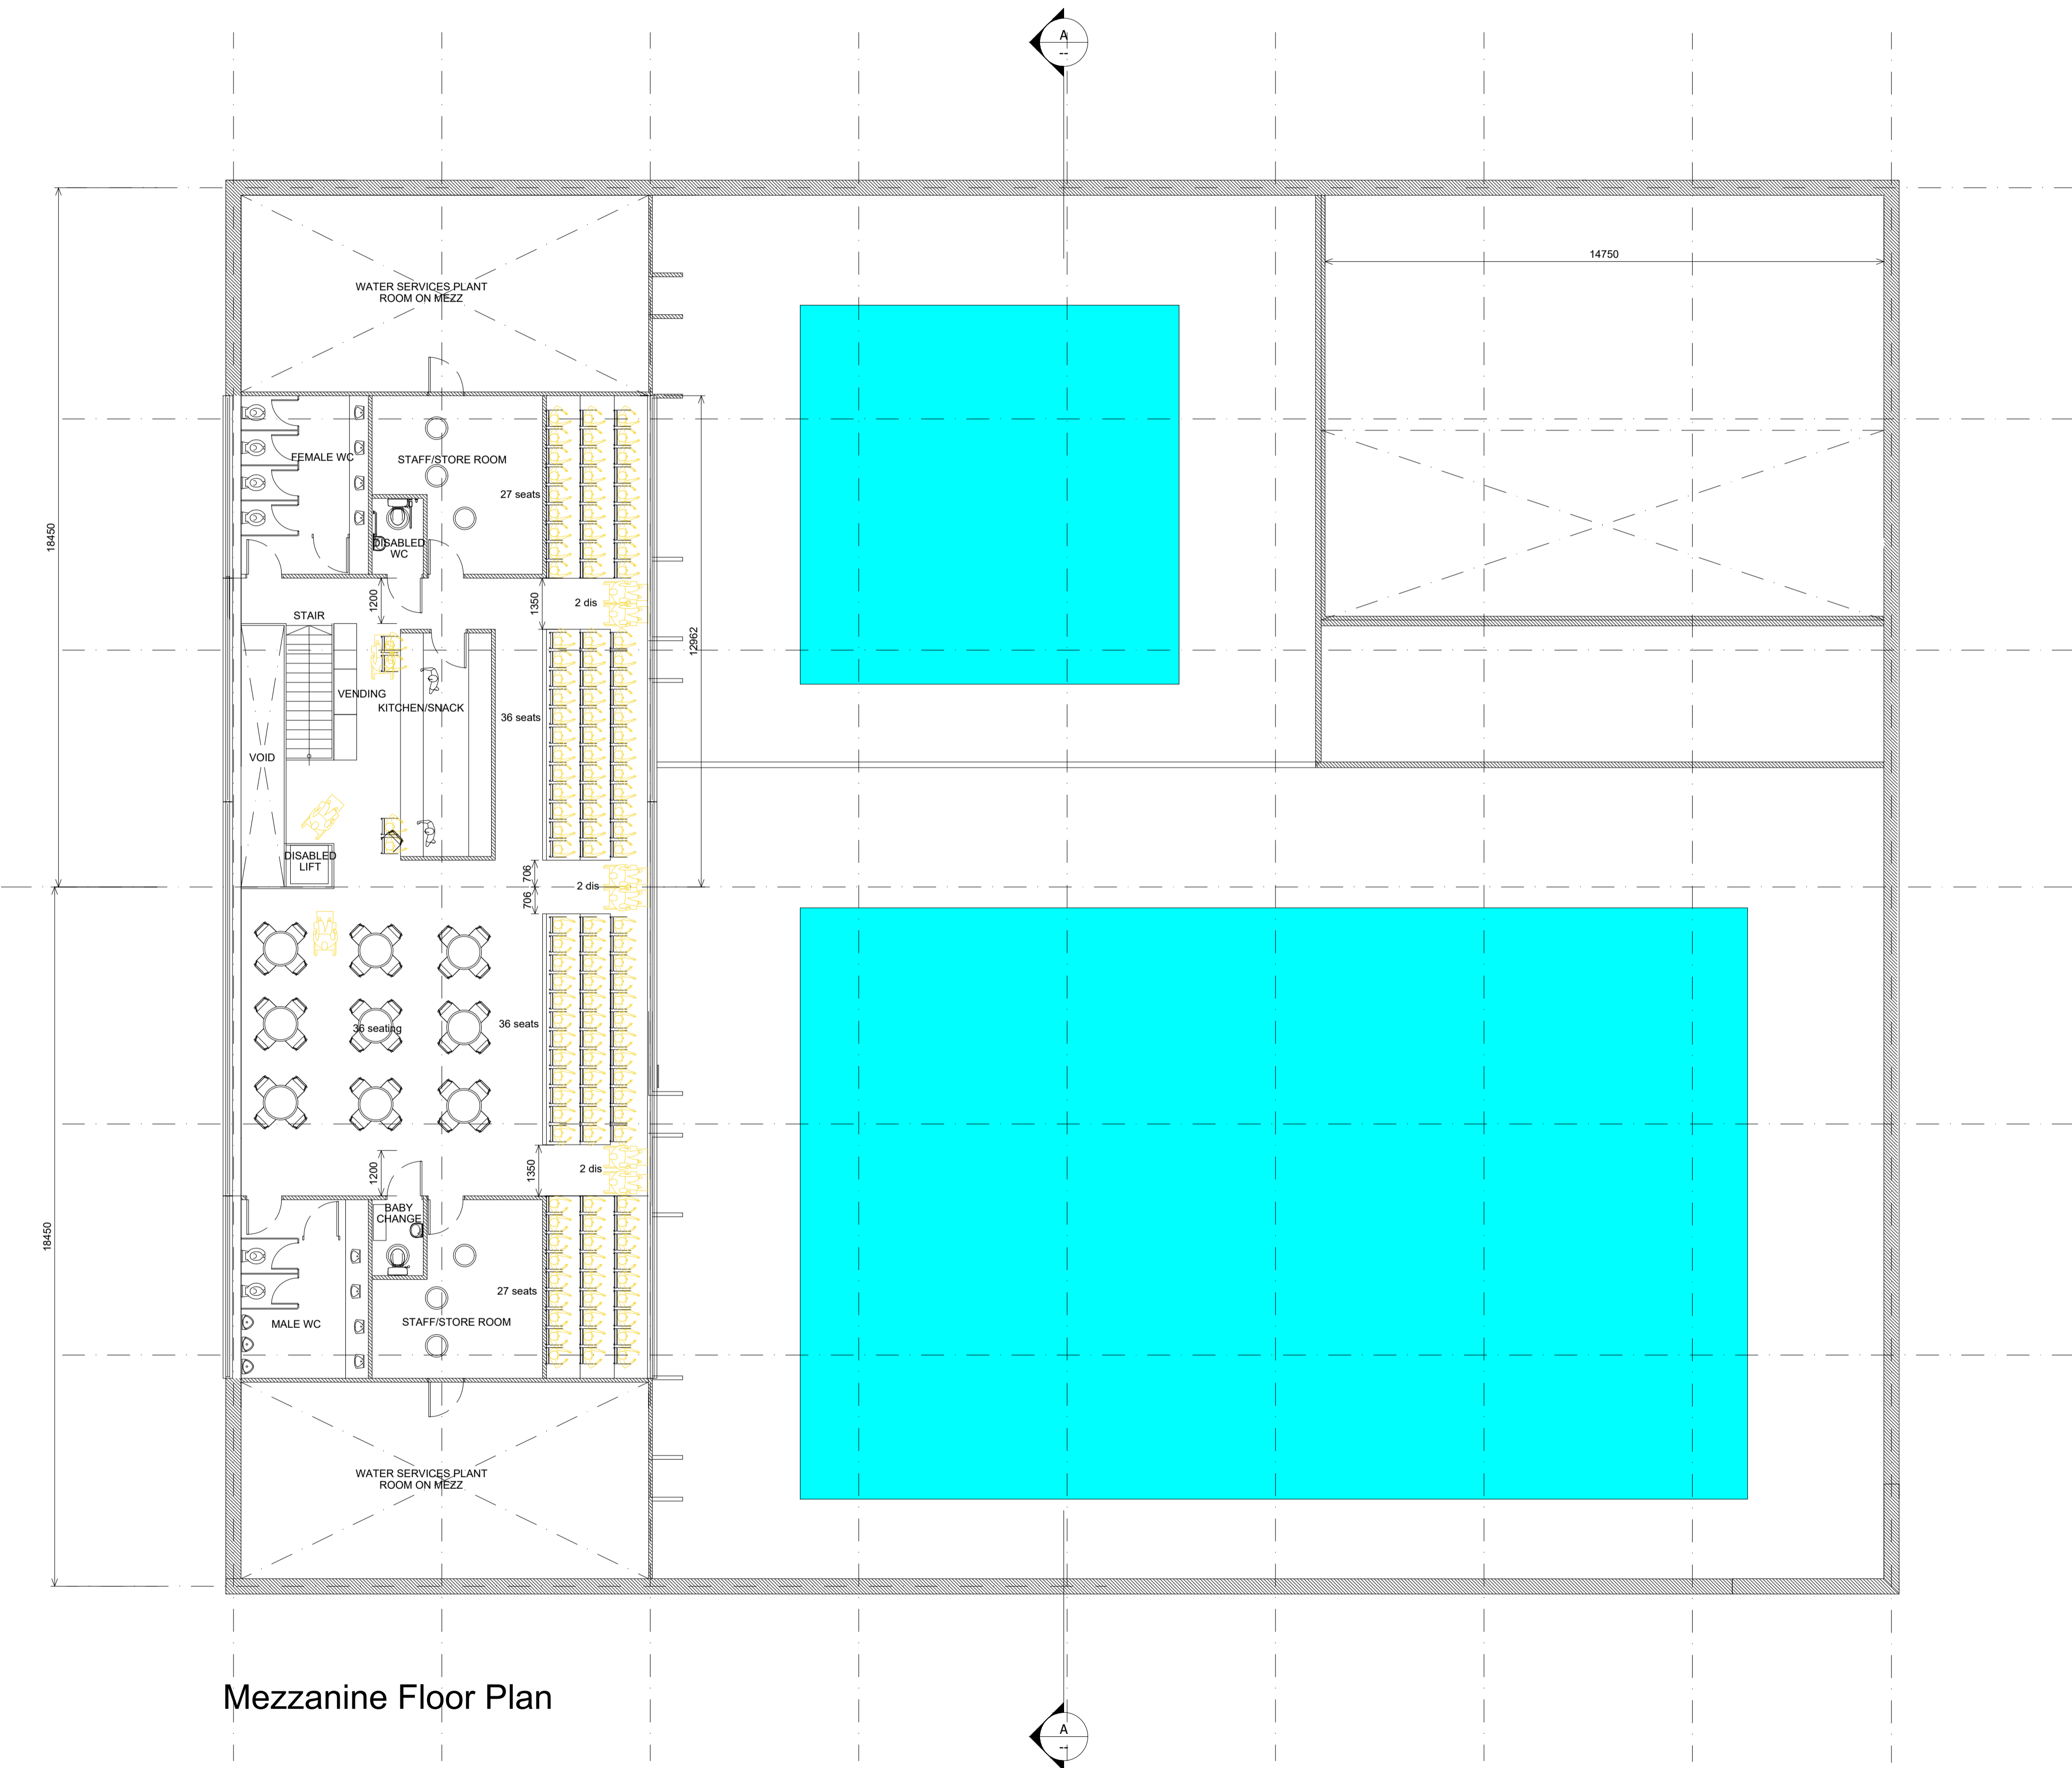 A
--
14750
WATER SERVICES PLANT
ROOM ON MEZZ
FEMALE WC
STAFF/STORE ROOM
27 seats
18450
DISABLED
WC
1200
1350
2 dis
STAIR
12962
VENDING
KITCHEN/SNACK
36 seats
VOID
DISABLED
LIFT
706
2 dis
706
36 seating
36 seats
1200
1350
2 dis
BABY
CHANGE
18450
27 seats
MALE WC
STAFF/STORE ROOM
WATER SERVICES PLANT
ROOM ON MEZZ
Mezzanine Floor Plan
A
--